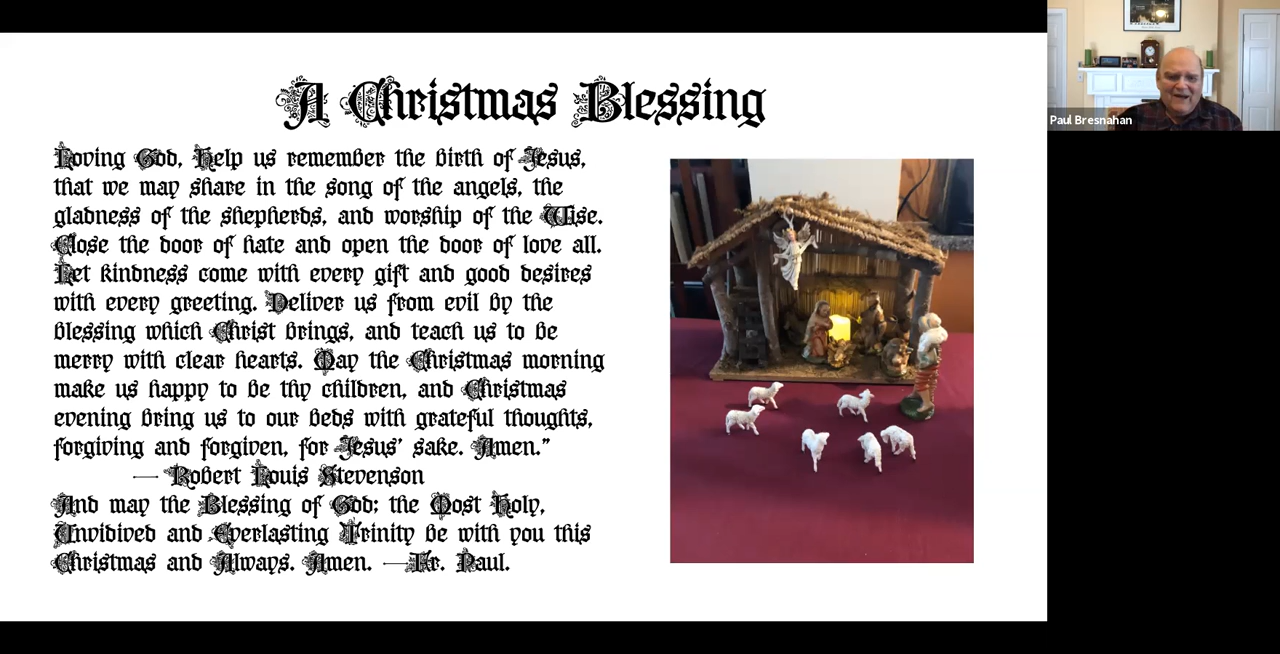 A Christmas Blessing
Loving God, Help us remember the birth of Jesus,
that we may share in the song of the angels, the
gladness of the shepherds, and worship of the Wise.
Close the door of hate and open the door of love all.
Let kindness come with every gift and good desires
with every greeting. Deliver us from evil by the
blessing which Christ brings, and teach us to be
merry with clear hearts. May the Christmas morning
make us happy to be thy children, and Christmas
evening bring us to our beds with grateful thoughts,
forgiving and forgiven, for Jesus' sake. Amen."
— Robert Louis Stevenson
And may the Blessing of God; the Most Holy,
Unvidived and Everlasting Trinity be with you this
Christmas and Always. Amen. —Fr. Paul.
Paul Bresnahan